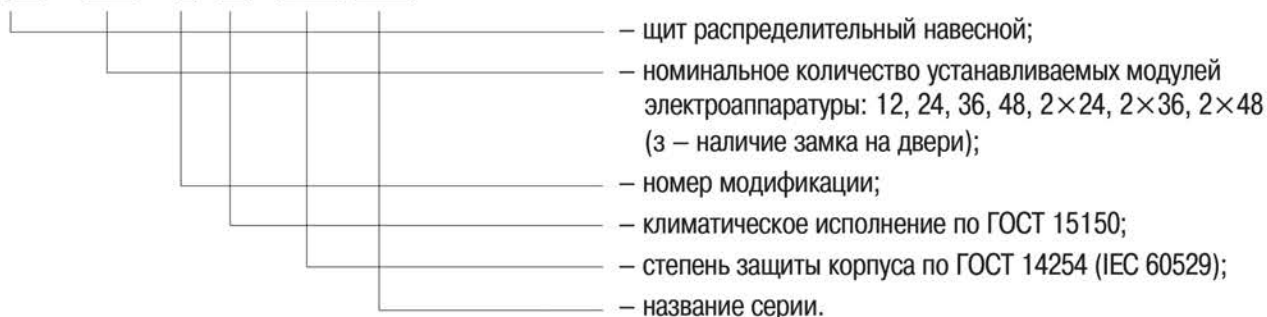 – щит распределительный навесной;
– номинальное количество устанавливаемых модулей
электроаппаратуры: 12, 24, 36, 48, 2×24, 2×36, 2×48
(з – наличие замка на двери);
– номер модификации;
– климатическое исполнение по ГОСТ 15150;
– степень защиты корпуса по ГОСТ 14254 (IEC 60529);
– название серии.